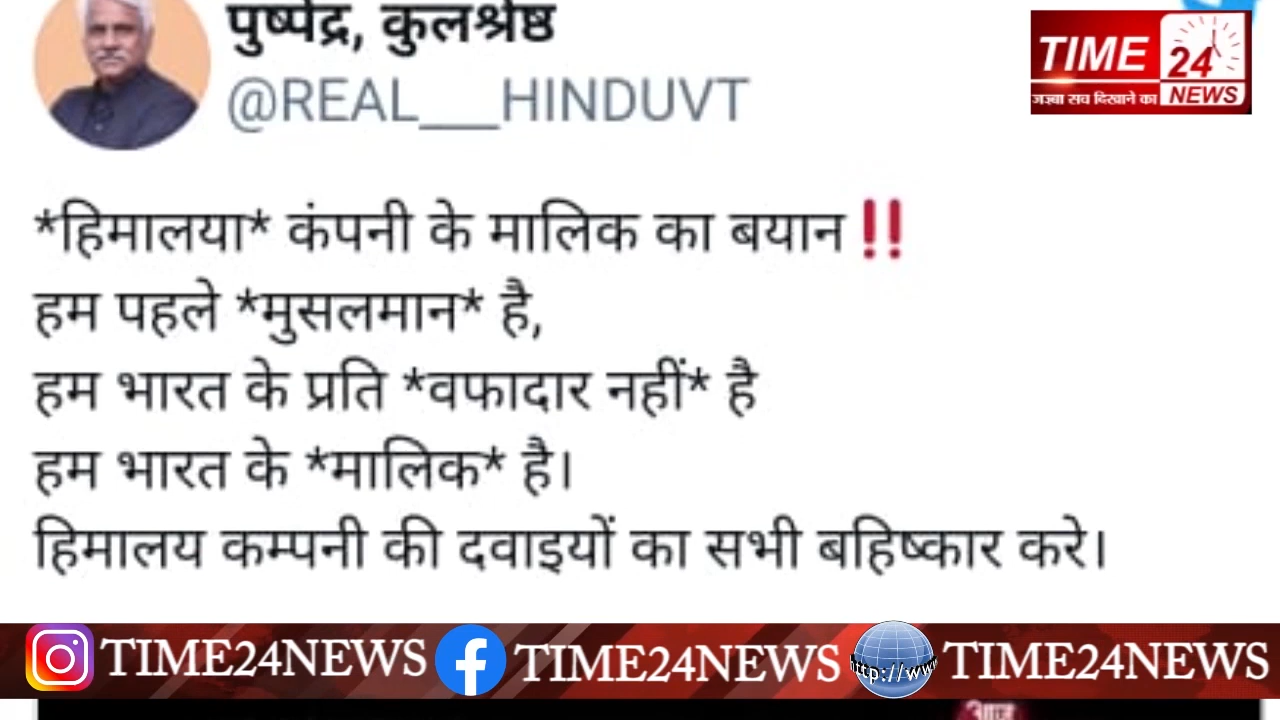 पुष्पेंद्र, कुलश्रेष्ठ
@REAL___HINDUVT
TIME 24 NEWS
जज़्बा सच दिखाने का
*हिमालया* कंपनी के मालिक का बयान‼️
हम पहले *मुसलमान* है,
हम भारत के प्रति *वफादार नहीं* है
हम भारत के *मालिक* है।
हिमालय कम्पनी की दवाइयों का सभी बहिष्कार करे।
TIME24NEWS TIME24NEWS http://www TIME24NEWS
आज